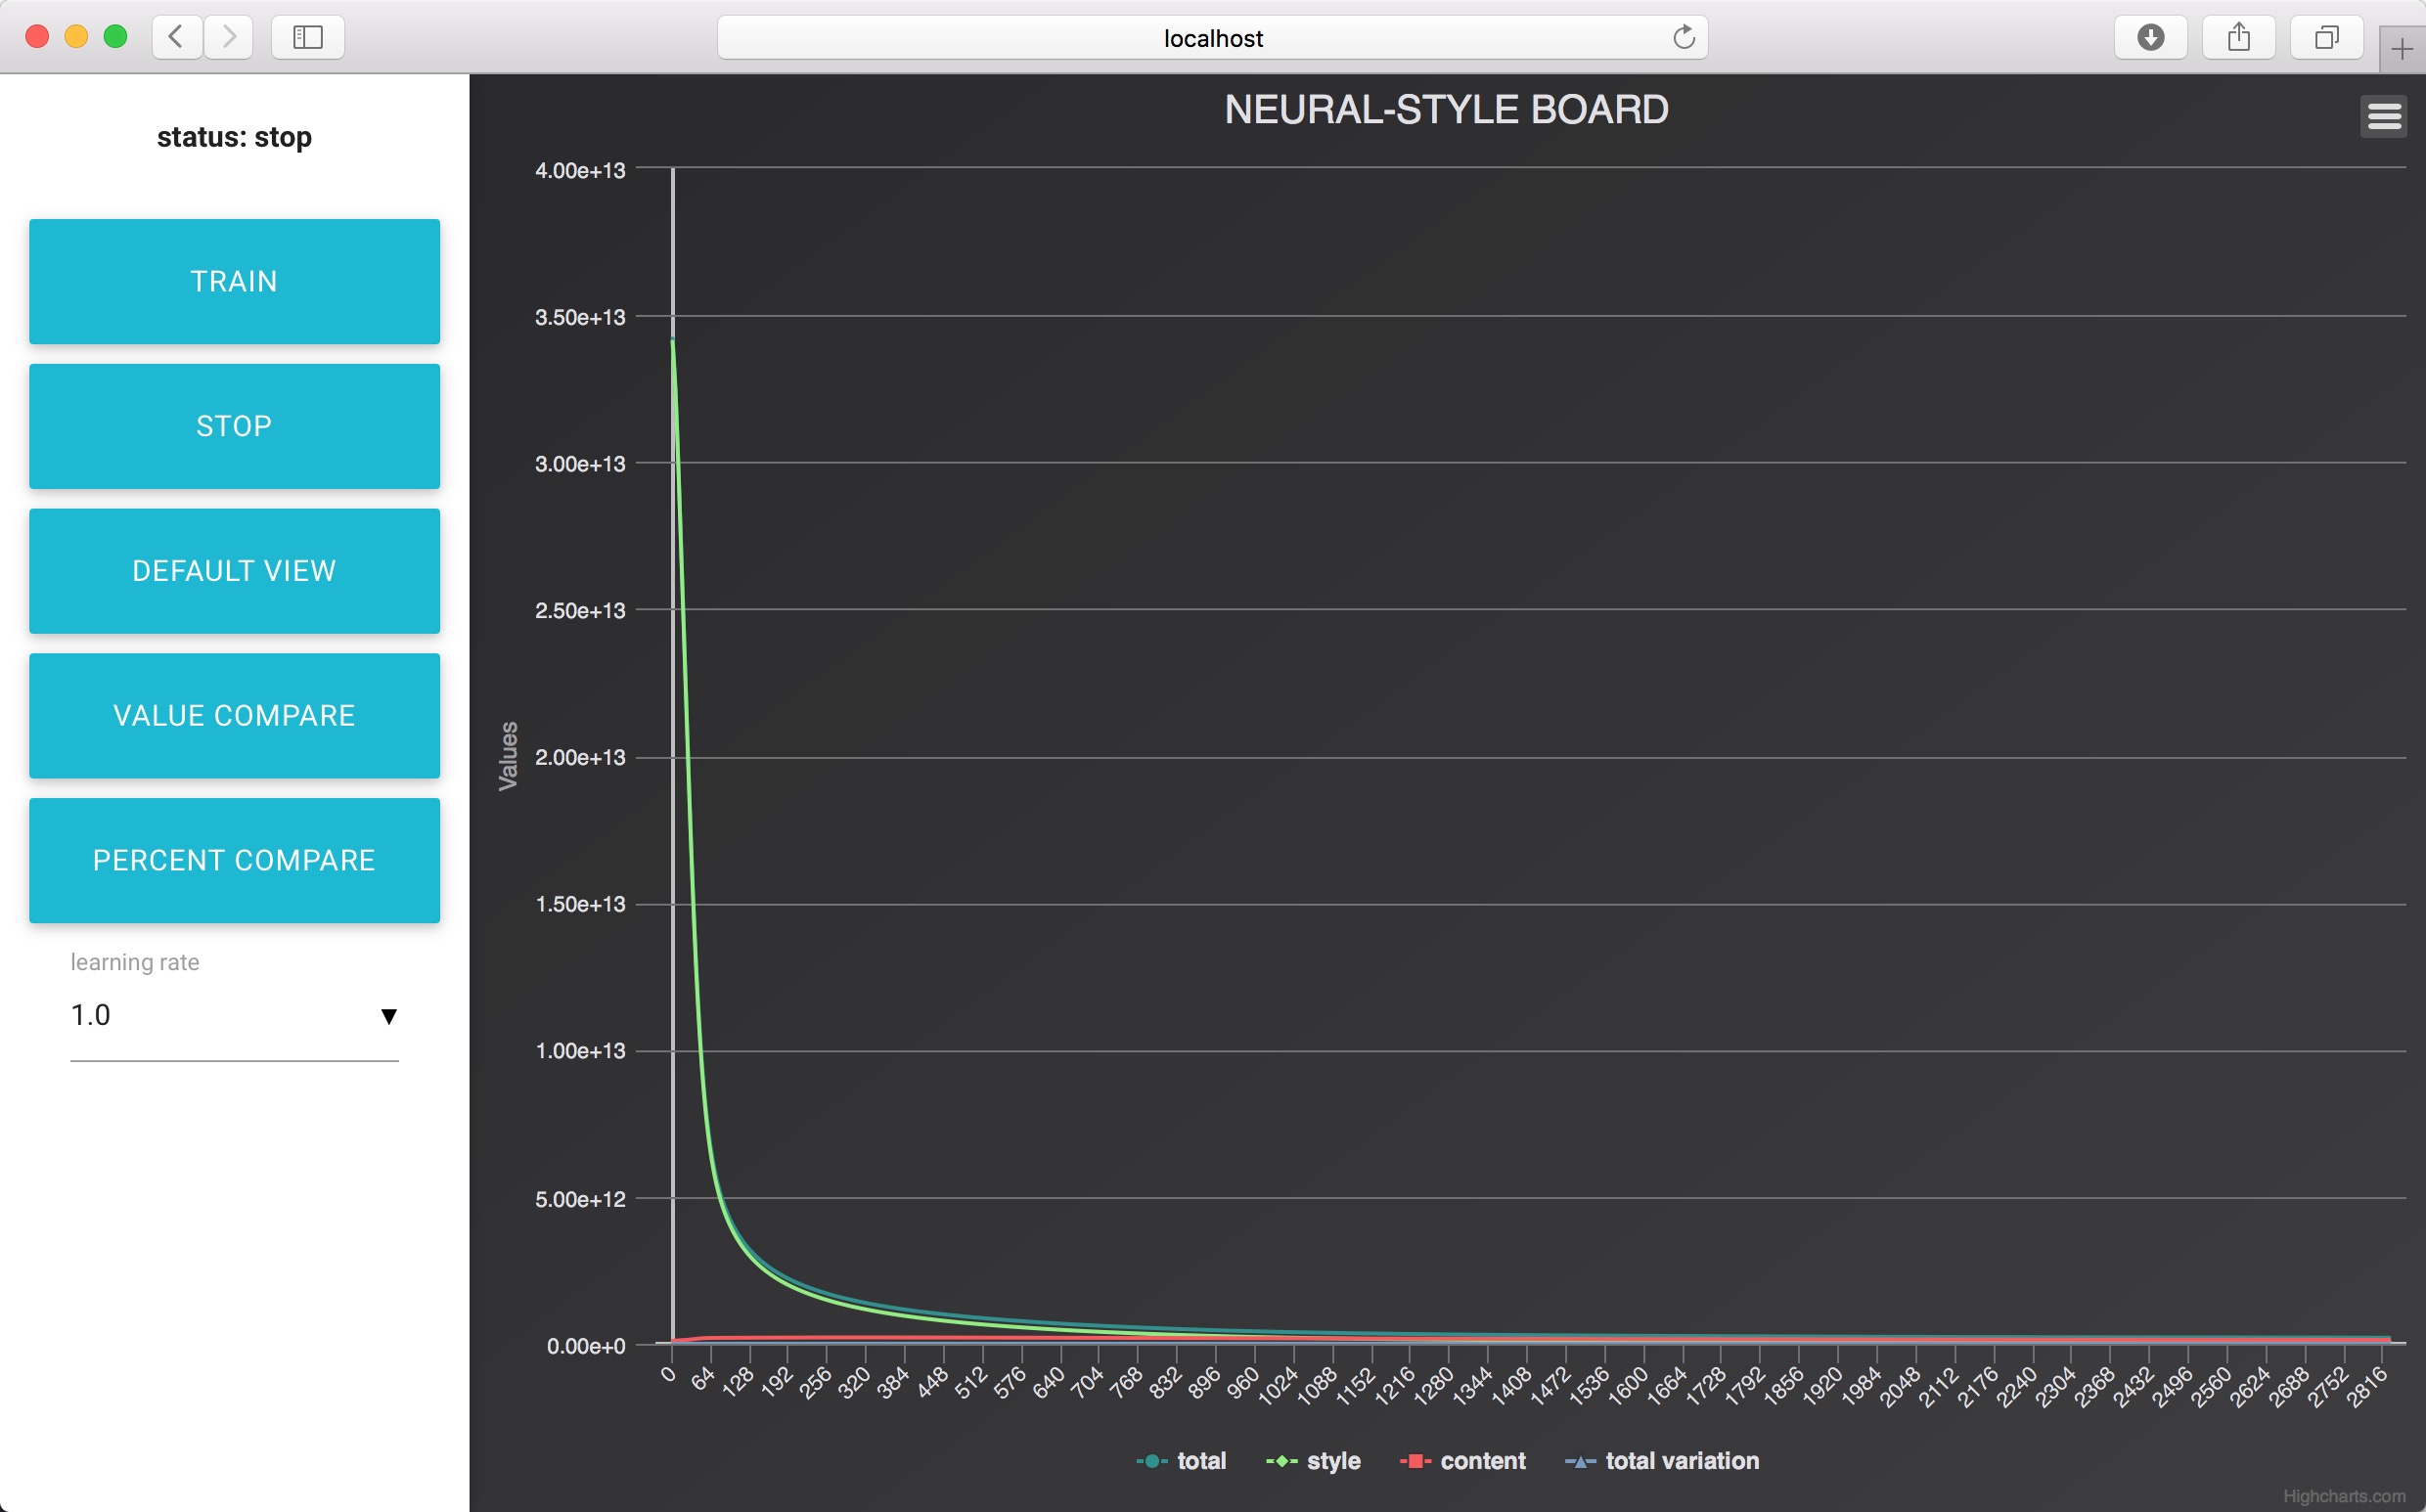 localhost
status: stop
TRAIN
STOP
DEFAULT VIEW
VALUE COMPARE
PERCENT COMPARE
learning rate
1.0
NEURAL-STYLE BOARD
Values
4.00e+13
3.50e+13
3.00e+13
2.50e+13
2.00e+13
1.50e+13
1.00e+13
5.00e+12
0.00e+0
0 64 128 192 256 320 384 448 512 576 640 704 768 832 896 960 1024 1088 1152 1216 1280 1344 1408 1472 1536 1600 1664 1728 1792 1856 1920 1984 2048 2112 2176 2240 2304 2368 2432 2496 2560 2624 2688 2752 2816
total style content total variation
Highcharts.com